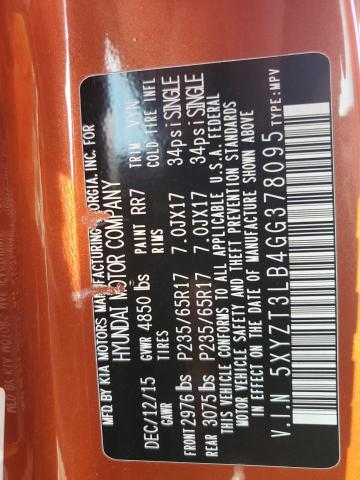 MFD.BY KIA MOTORS MANUFACTURING GEORGIA, INC. FOR
HYUNDAI MOTOR COMPANY
DEC/12/15 GVWR 4850 lbs PAINT RR7 TRIM YYN
GAWR TIRES RIMS COLD TIRE INFL
FRONT 2976 lbs P235/65R17 7.0JX17 34psi SINGLE
REAR 3075 lbs P235/65R17 7.0JX17 34psi SINGLE
THIS VEHICLE CONFORMS TO ALL APPLICABLE U.S.A. FEDERAL
MOTOR VEHICLE SAFETY AND THEFT PREVENTION STANDARDS
IN EFFECT ON THE DATE OF MANUFACTURE SHOWN ABOVE.
V.I.N 5XYZT3LB4GG378095 TYPE:MPV